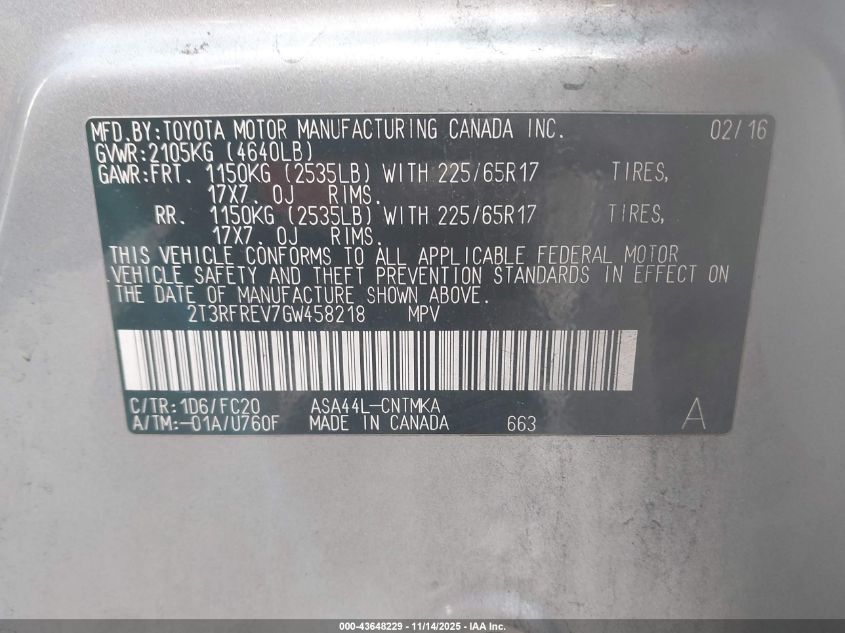 MFD.BY:TOYOTA MOTOR MANUFACTURING CANADA INC. 02/16
GVWR:2105KG (4640LB)
GAWR:FRT. 1150KG (2535LB) WITH 225/65R17 TIRES,
17X7. 0J RIMS.
RR. 1150KG (2535LB) WITH 225/65R17 TIRES,
17X7. 0J RIMS.
THIS VEHICLE CONFORMS TO ALL APPLICABLE FEDERAL MOTOR
VEHICLE SAFETY AND THEFT PREVENTION STANDARDS IN EFFECT ON
THE DATE OF MANUFACTURE SHOWN ABOVE.
2T3RFREV7GW458218 MPV
C/TR:1D6/FC20 ASA44L-CNTMKA
A/TM:-01A/U760F MADE IN CANADA 663 A
000-43648229 - 11/14/2025 - IAA Inc.